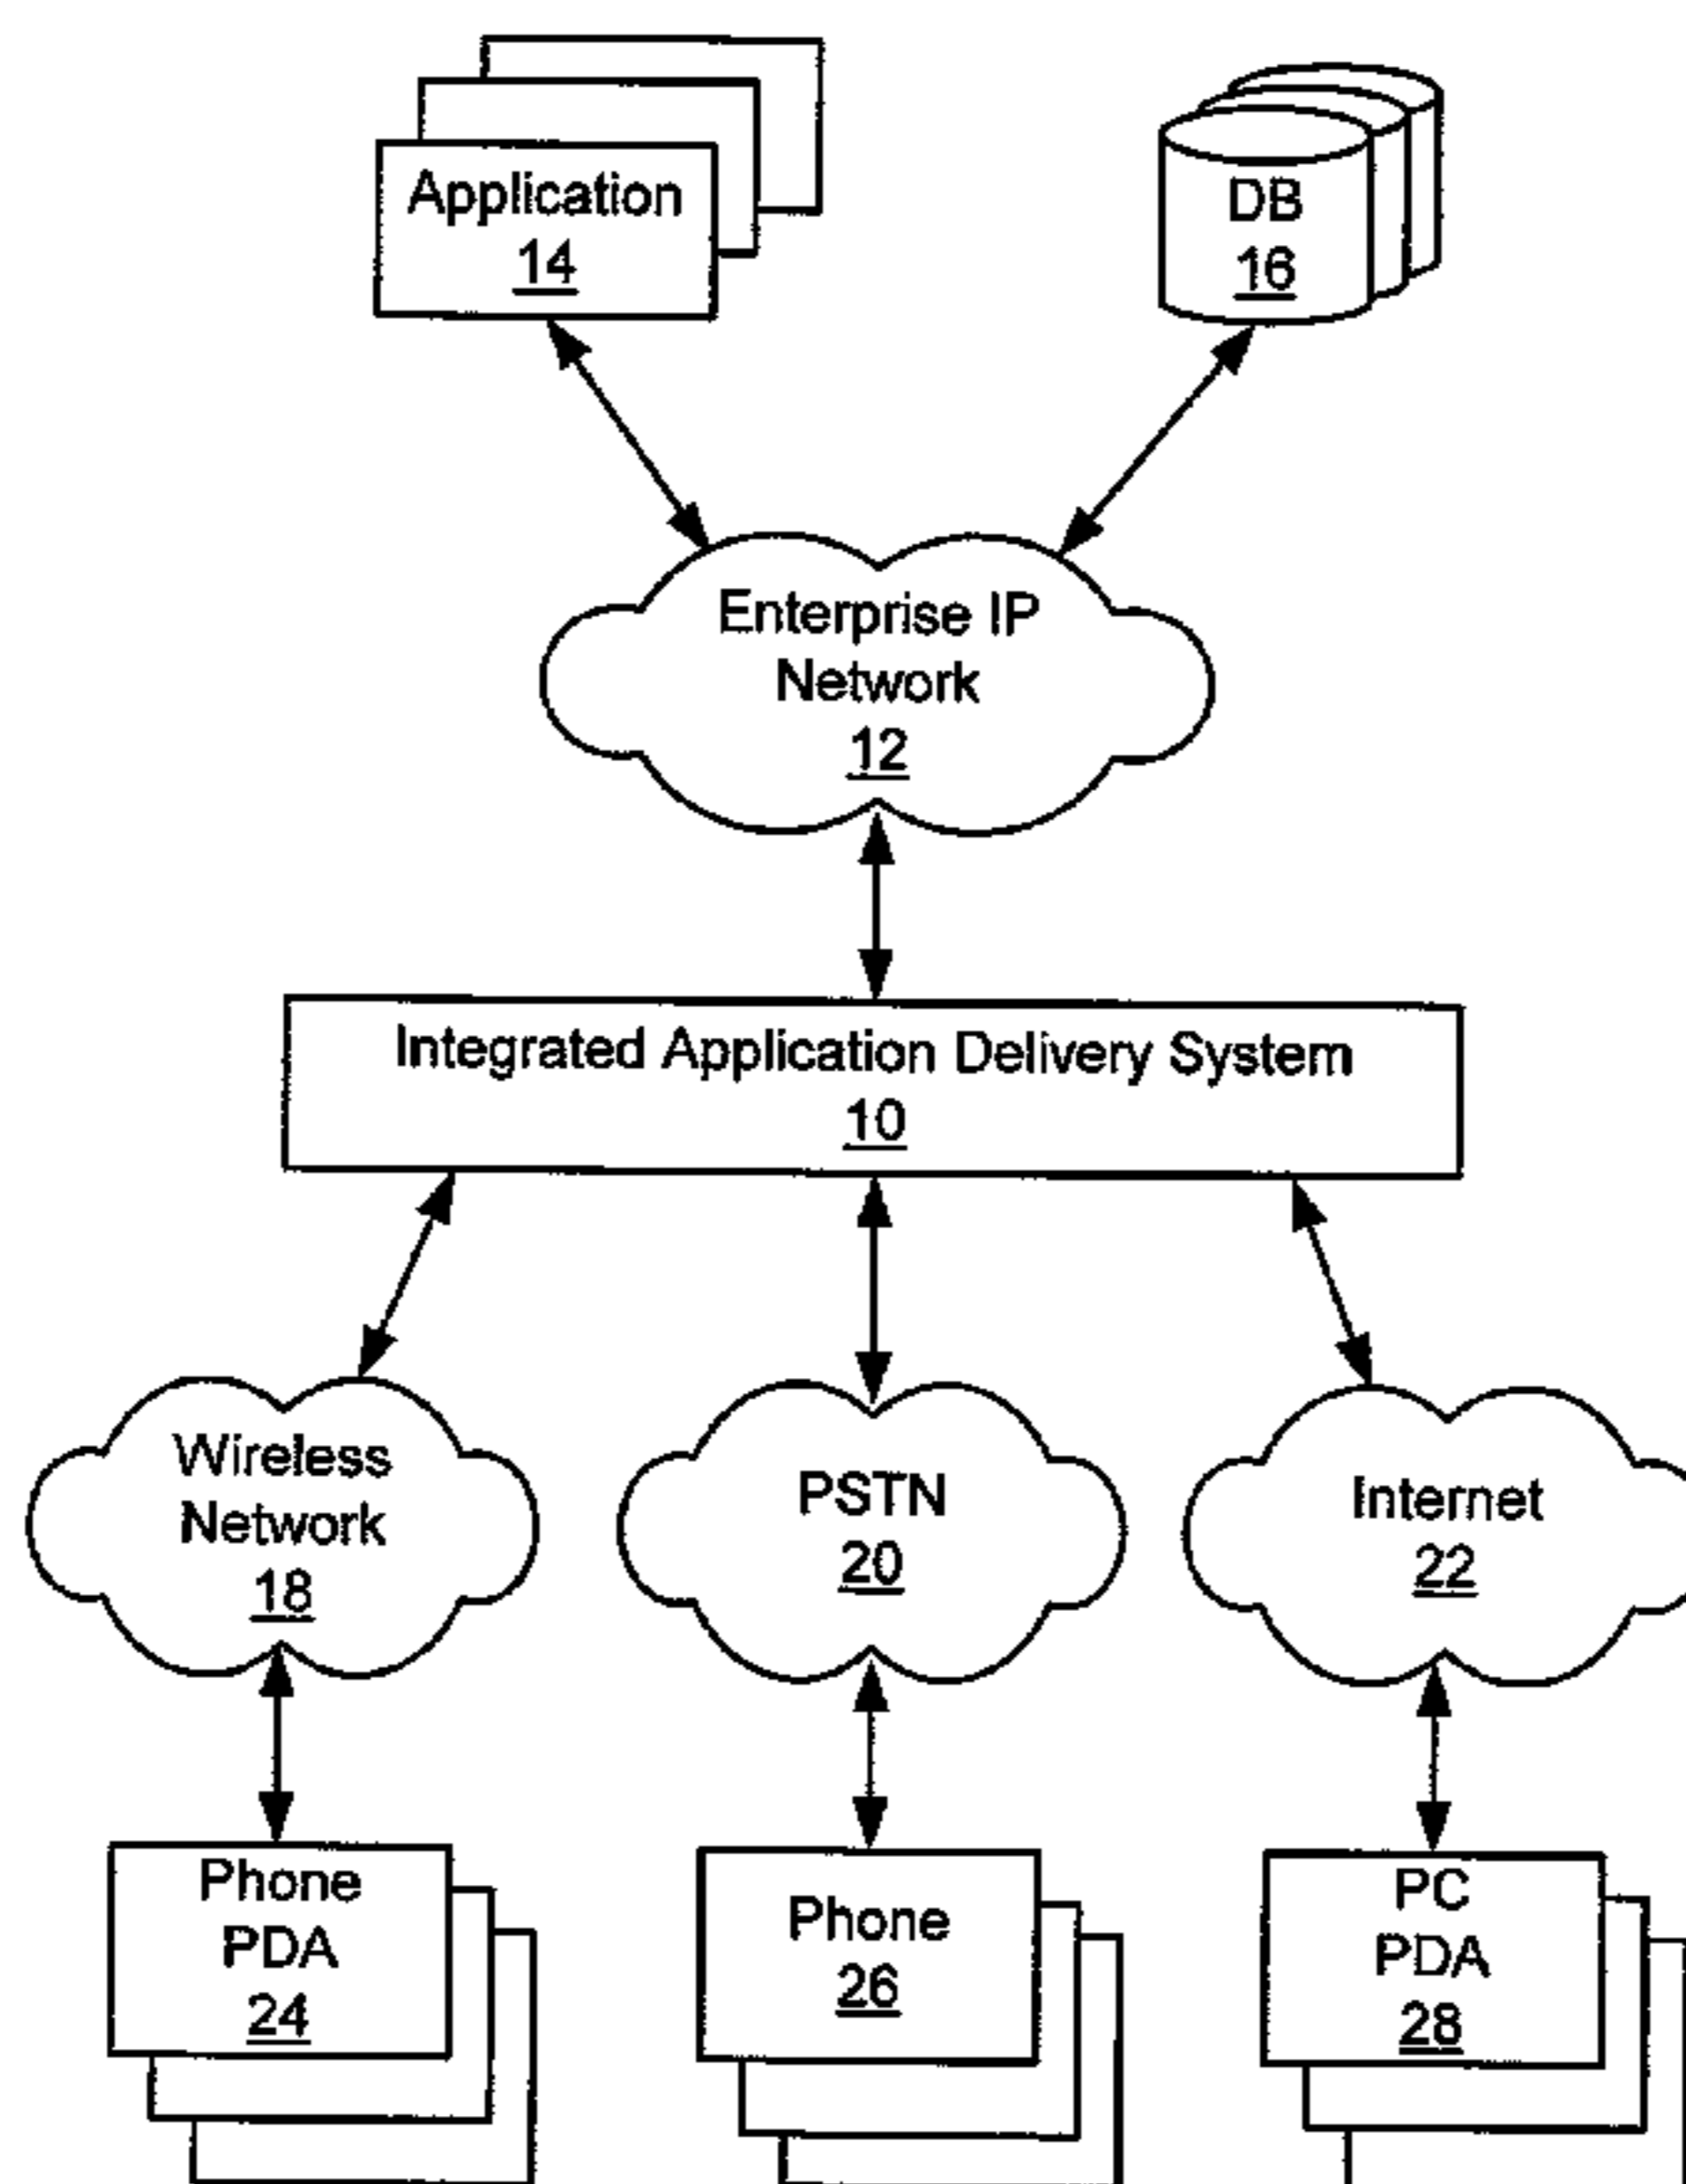 Application
14
DB
16
Enterprise IP
Network
12
Integrated Application Delivery System
10
Wireless
Network
18
PSTN
20
Internet
22
Phone
PDA
24
Phone
26
PC
PDA
28